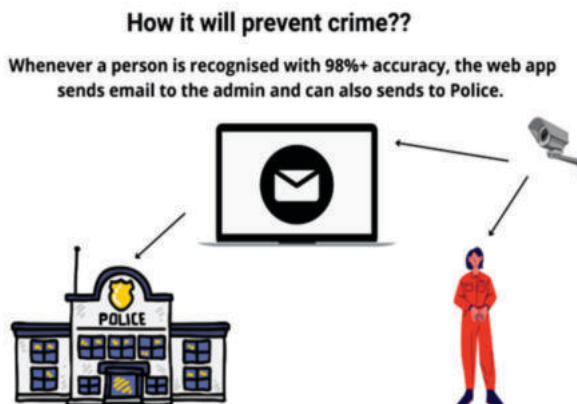 How it will prevent crime??
Whenever a person is recognised with 98%+ accuracy, the web app
sends email to the admin and can also sends to Police.
POLICE